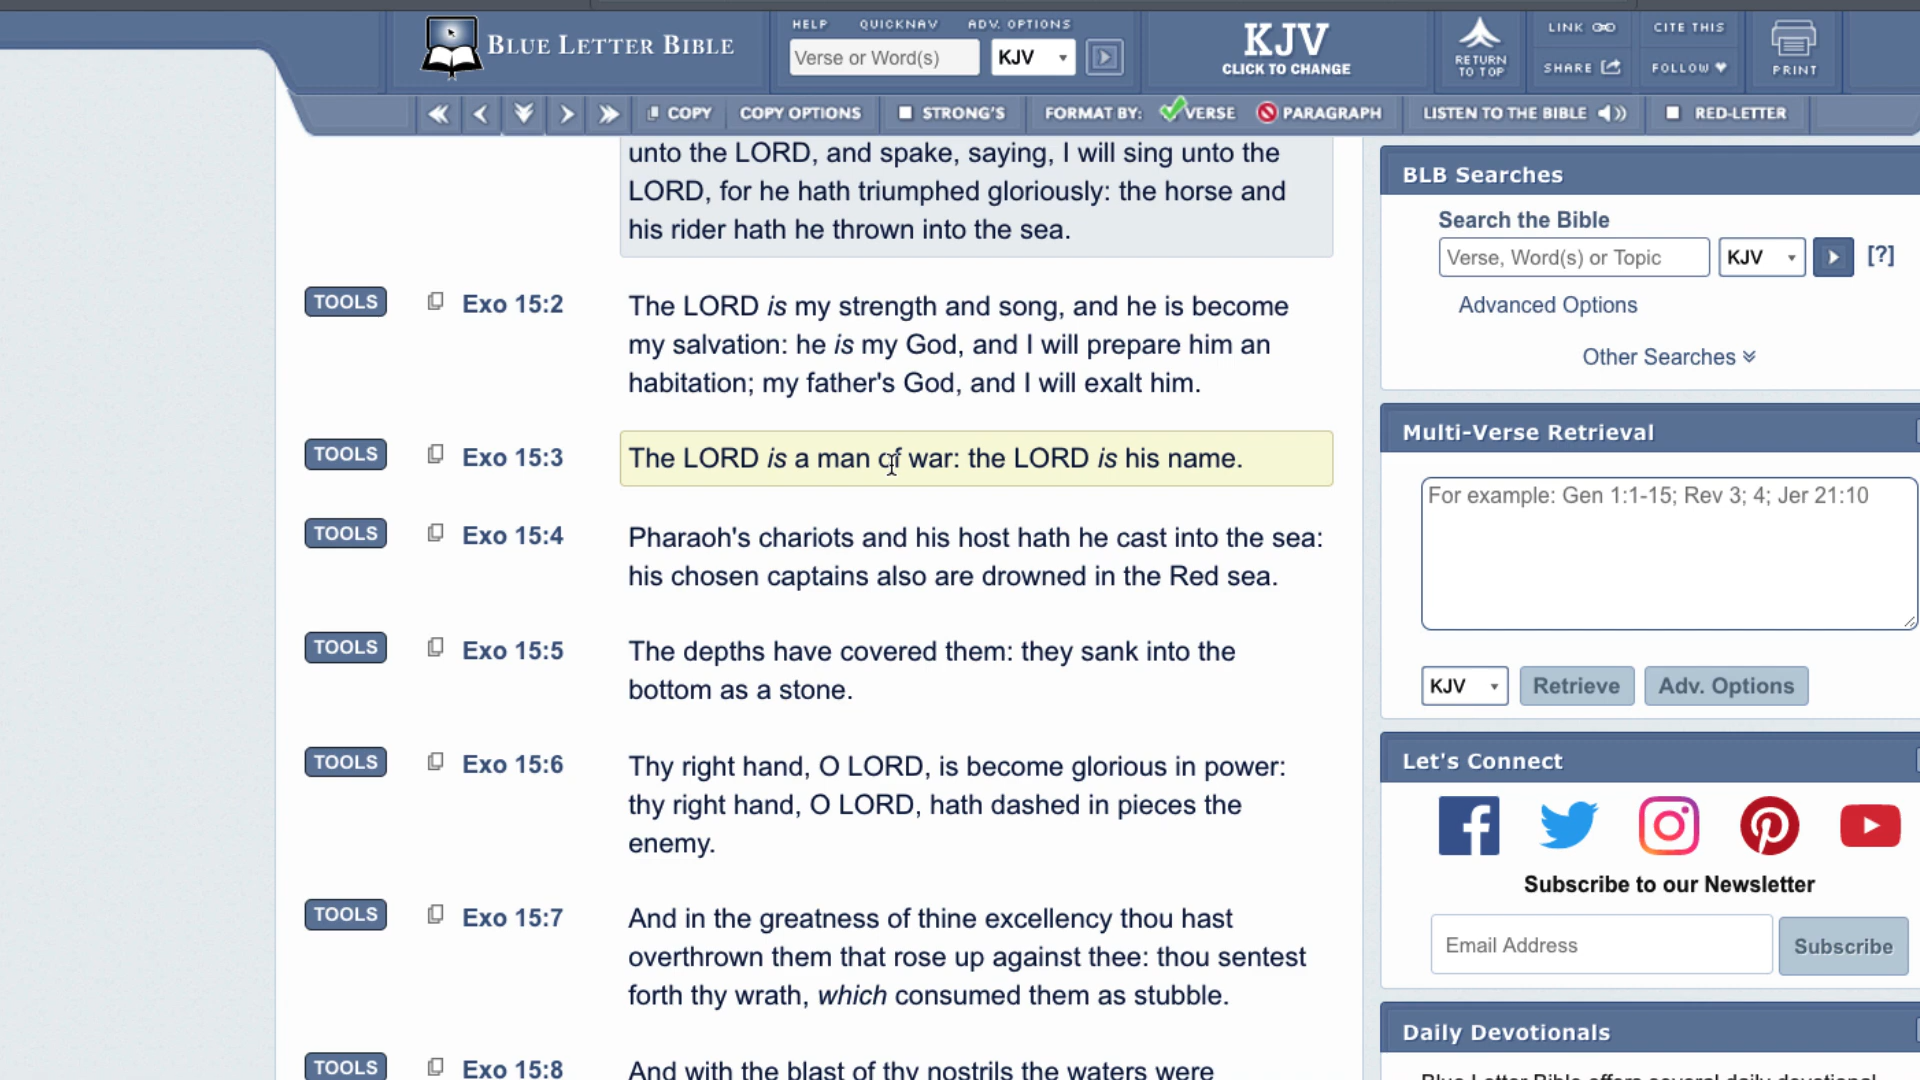 HELP QUICKNAV ADV. OPTIONS
BLUE LETTER BIBLE
Verse or Word(s)
KJV
KJV
CLICK TO CHANGE
RETURN
TO TOP
LINK
SHARE
CITE THIS
FOLLOW
PRINT
COPY
COPY OPTIONS
STRONG'S
FORMAT BY: VERSE PARAGRAPH
LISTEN TO THE BIBLE
RED-LETTER
unto the LORD, and spake, saying, I will sing unto the
LORD, for he hath triumphed gloriously: the horse and
his rider hath he thrown into the sea.
TOOLS Exo 15:2
The LORD is my strength and song, and he is become
my salvation: he is my God, and I will prepare him an
habitation; my father's God, and I will exalt him.
TOOLS Exo 15:3
The LORD is a man of war: the LORD is his name.
TOOLS Exo 15:4
Pharaoh's chariots and his host hath he cast into the sea:
his chosen captains also are drowned in the Red sea.
TOOLS Exo 15:5
The depths have covered them: they sank into the
bottom as a stone.
TOOLS Exo 15:6
Thy right hand, O LORD, is become glorious in power:
thy right hand, O LORD, hath dashed in pieces the
enemy.
TOOLS Exo 15:7
And in the greatness of thine excellency thou hast
overthrown them that rose up against thee: thou sentest
forth thy wrath, which consumed them as stubble.
TOOLS Exo 15:8
And with the blast of thy nostrils the waters were
BLB Searches
Search the Bible
Verse, Word(s) or Topic
KJV
[?]
Advanced Options
Other Searches
Multi-Verse Retrieval
For example: Gen 1:1-15; Rev 3; 4; Jer 21:10
KJV
Retrieve
Adv. Options
Let's Connect
Subscribe to our Newsletter
Email Address
Subscribe
Daily Devotionals
Blue Letter Bible offers several daily devotional